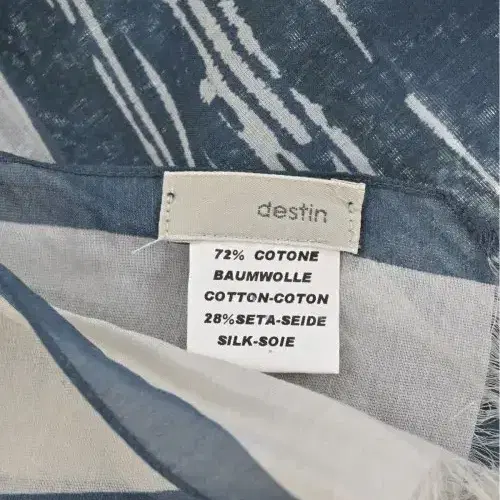 destin
72% COTONE
BAUMWOLLE
COTTON-COTON
28%SETA-SEIDE
SILK-SOIE